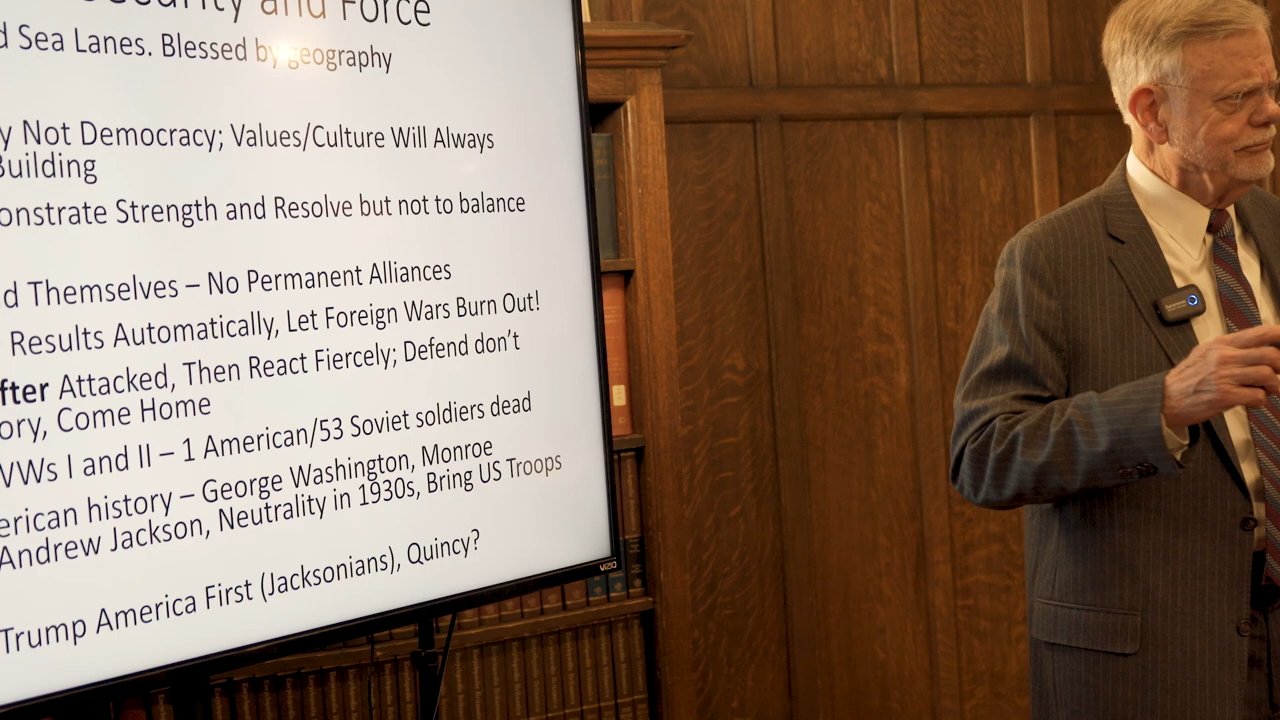 Security and Force
d Sea Lanes. Blessed by geography
y Not Democracy; Values/Culture Will Always
Building
onstrate Strength and Resolve but not to balance
d Themselves – No Permanent Alliances
Results Automatically, Let Foreign Wars Burn Out!
fter Attacked, Then React Fiercely; Defend don't
ory, Come Home
WWs I and II – 1 American/53 Soviet soldiers dead
erican history – George Washington, Monroe
Andrew Jackson, Neutrality in 1930s, Bring US Troops
Trump America First (Jacksonians), Quincy?
VIZIO